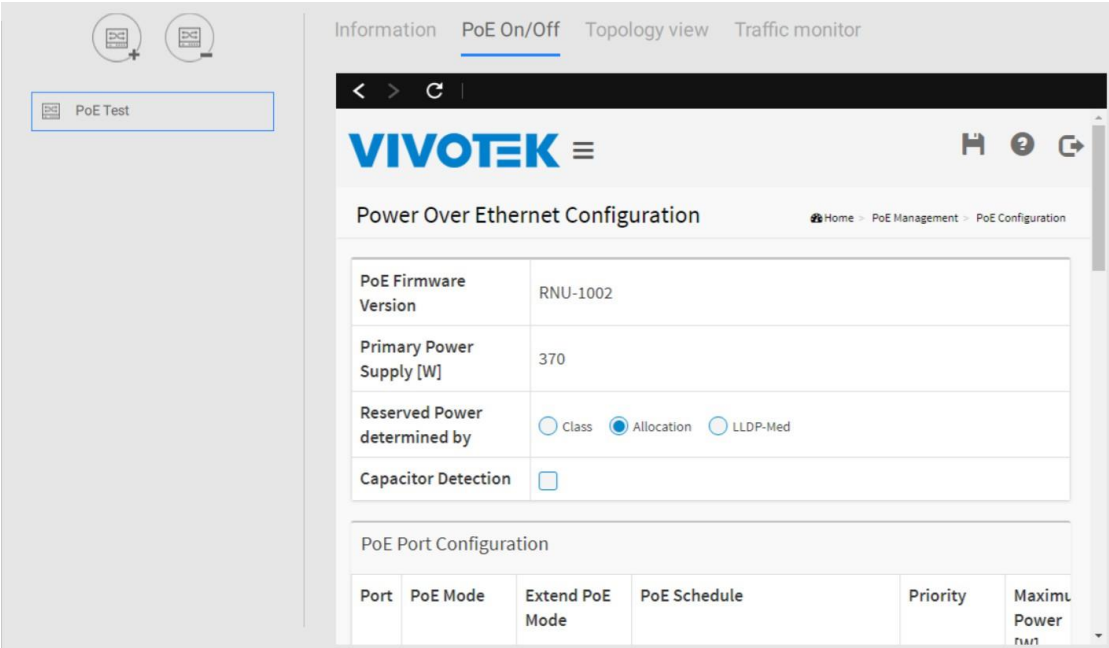 Information PoE On/Off Topology view Traffic monitor
PoE Test
VIVOTEK
Power Over Ethernet Configuration
Home > PoE Management > PoE Configuration
PoE Firmware
Version
RNU-1002
Primary Power
Supply [W]
370
Reserved Power
determined by
Class Allocation LLDP-Med
Capacitor Detection
PoE Port Configuration
Port
PoE Mode
Extend PoE
Mode
PoE Schedule
Priority
Maximu
Power
[W]